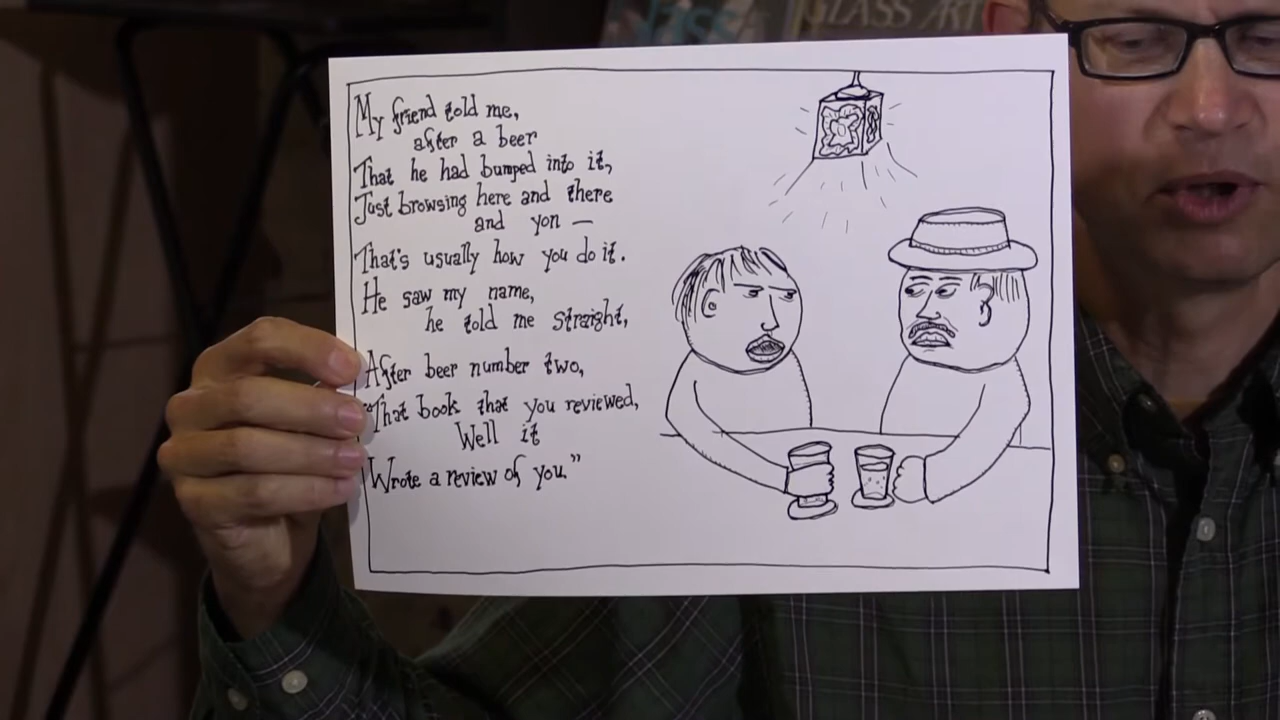 GLASS ART
My friend told me,
after a beer
That he had bumped into it,
Just browsing here and there
and yon —
That's usually how you do it.
He saw my name,
he told me straight,
After beer number two,
"That book that you reviewed,
Well it
Wrote a review of you."